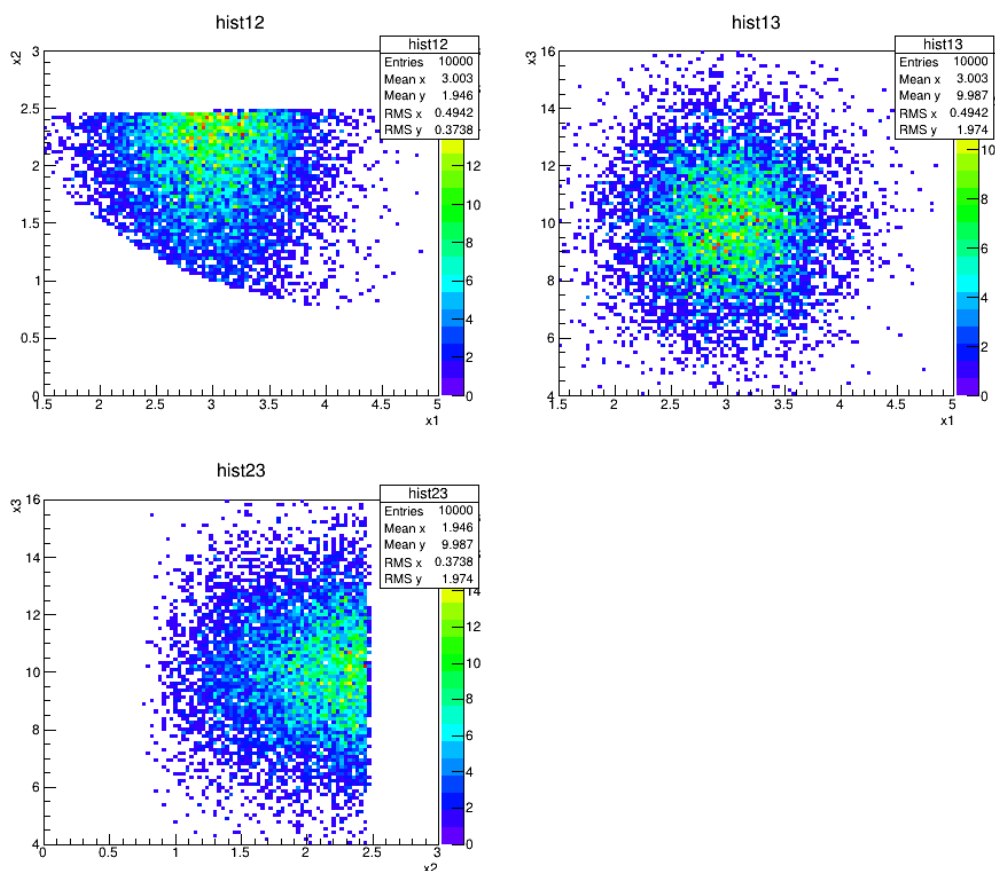 hist12
hist12
Entries 10000
Mean x 3.003
Mean y 1.946
RMS x 0.4942
RMS y 0.3738
x2
3
2.5
2
1.5
1
0.5
0
1.5 2 2.5 3 3.5 4 4.5 5
x1
12
10
8
6
4
2
0
hist13
hist13
Entries 10000
Mean x 3.003
Mean y 9.987
RMS x 0.4942
RMS y 1.974
x3
16
14
12
10
8
6
4
1.5 2 2.5 3 3.5 4 4.5 5
x1
10
8
6
4
2
0
hist23
hist23
Entries 10000
Mean x 1.946
Mean y 9.987
RMS x 0.3738
RMS y 1.974
x3
16
14
12
10
8
6
4
0 0.5 1 1.5 2 2.5 3
x2
14
12
10
8
6
4
2
0